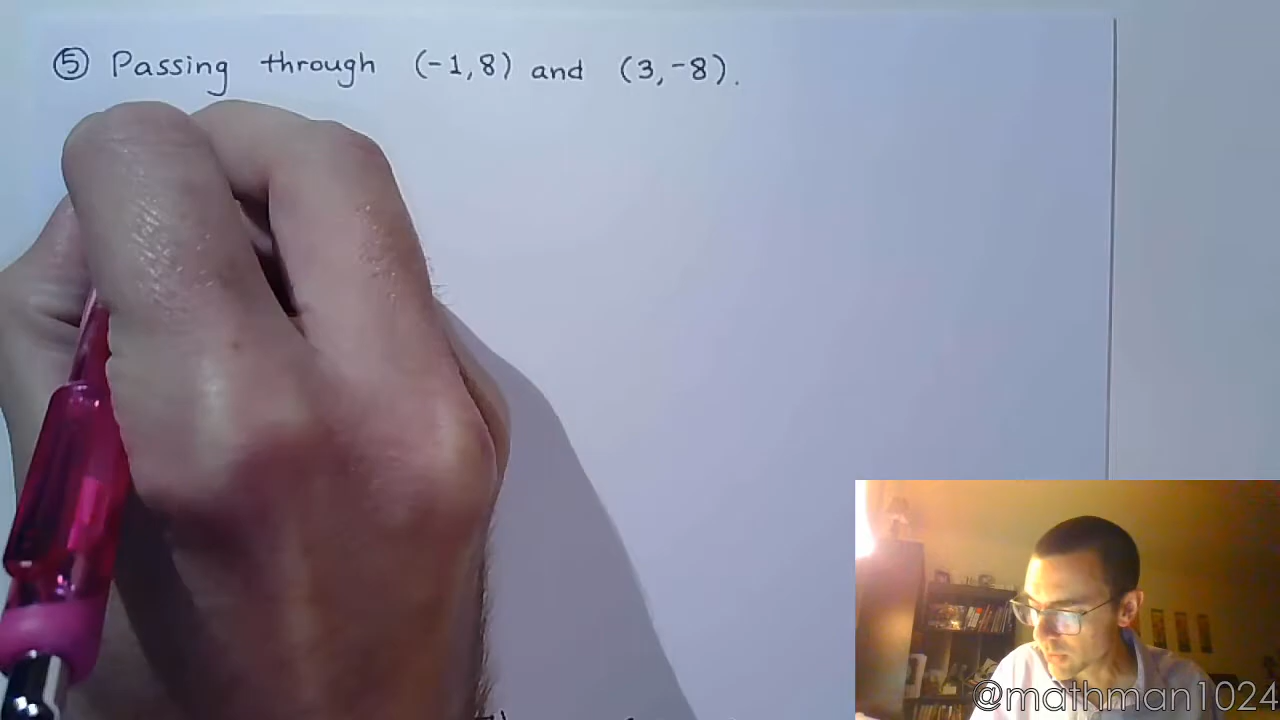 ⑤ Passing through (-1,8) and (3,-8).
@mathman1024